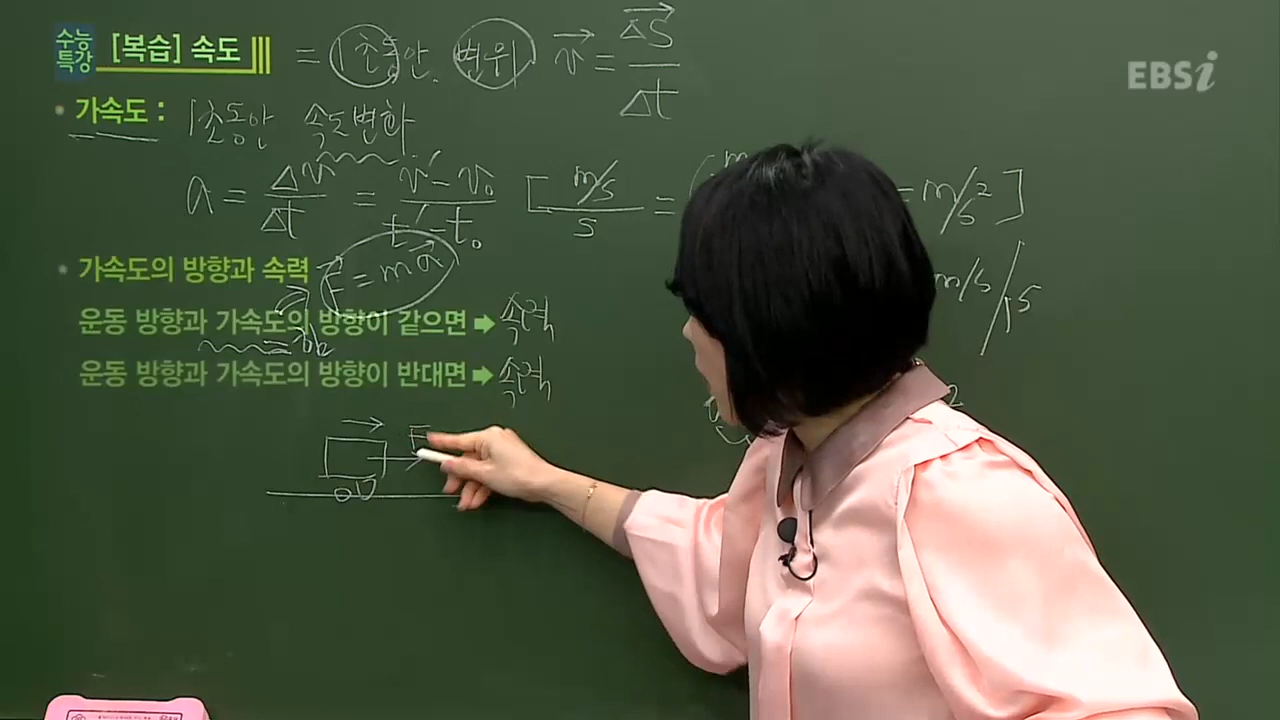 수능
특강
[복습] 속도 = 1초동안 변위 v = ΔS/Δt
EBSi
• 가속도 : 1초동안 속도변화
a = Δv/Δt = v′ - v₀/t′ - t₀ [ m/s/s = = m/s² ]
• 가속도의 방향과 속력 F = ma
m/s/s
운동 방향과 가속도의 방향이 같으면 ➡ 속력
힘
운동 방향과 가속도의 방향이 반대면 ➡ 속력
2
F